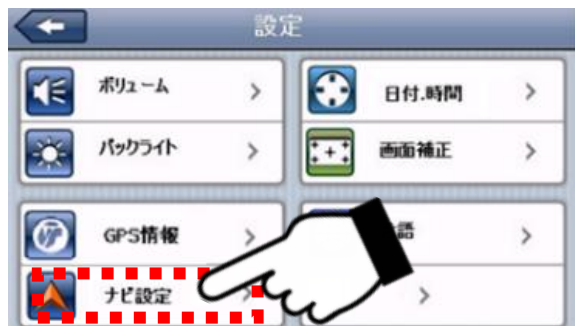 設定
ボリューム
日付.時間
バックライト
画面補正
GPS情報
語
ナビ設定